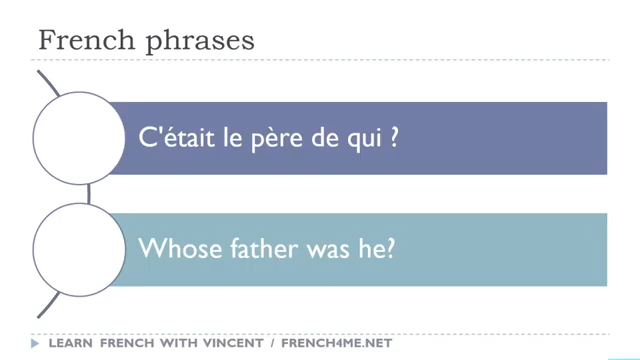 French phrases
C'était le père de qui ?
Whose father was he?
LEARN FRENCH WITH VINCENT / FRENCH4ME.NET